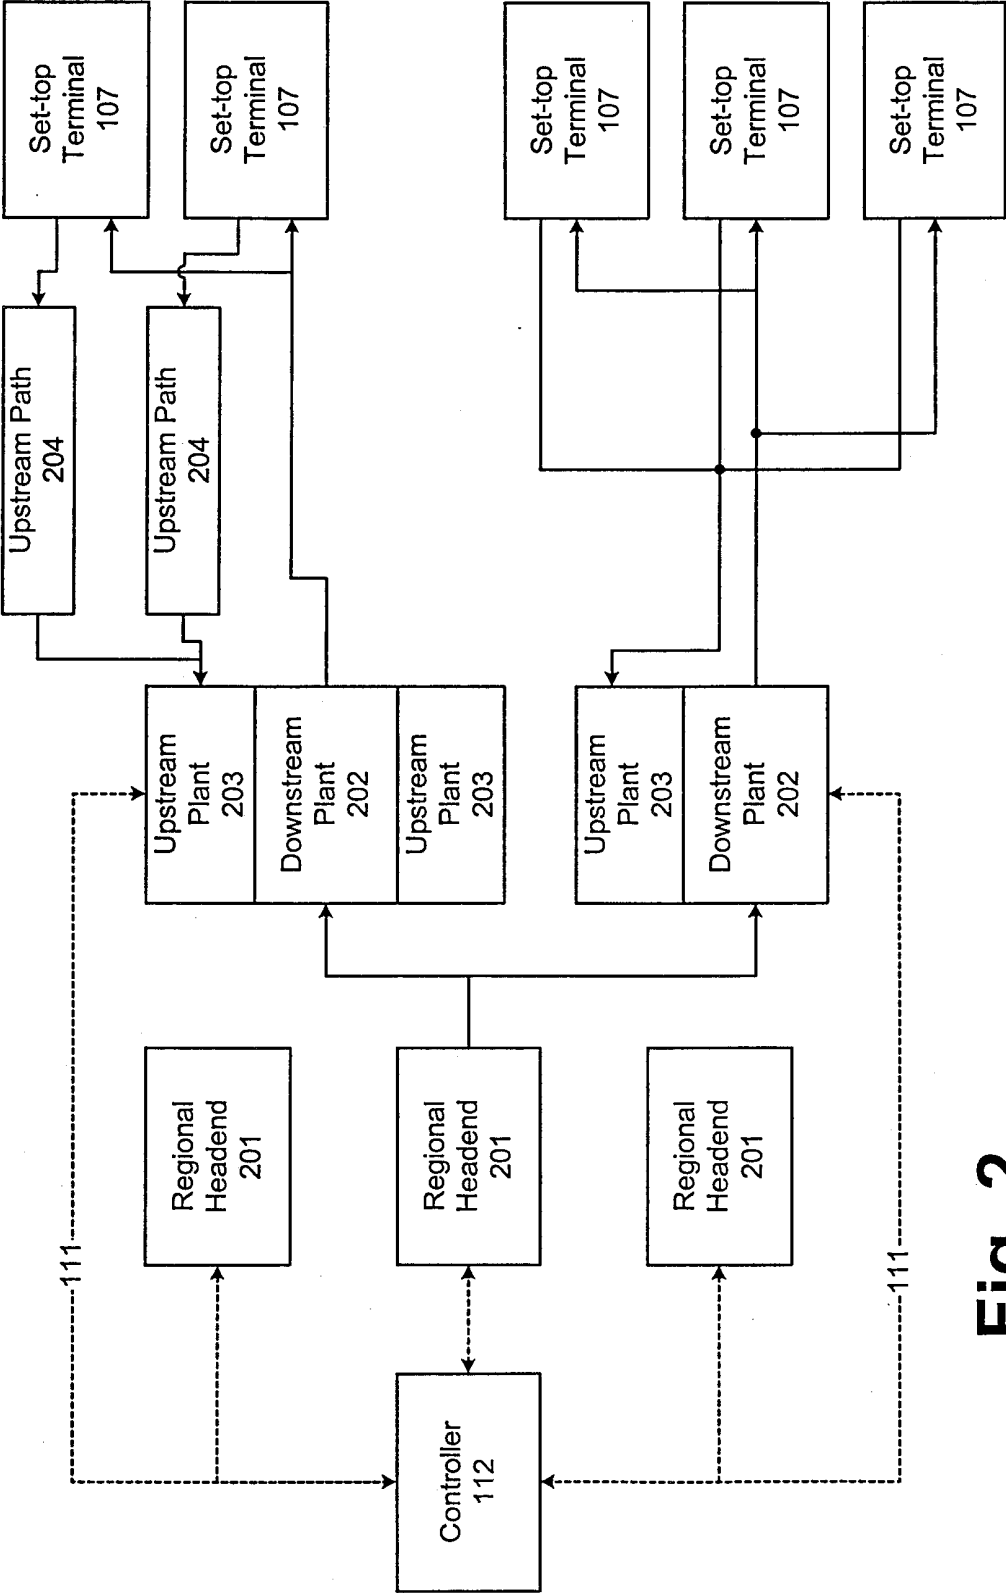 111
Controller
112
111
Regional
Headend
201
Regional
Headend
201
Regional
Headend
201
Upstream
Plant
203
Downstream
Plant
202
Upstream
Plant
203
Upstream
Plant
203
Downstream
Plant
202
Upstream Path
204
Upstream Path
204
Set-top
Terminal
107
Set-top
Terminal
107
Set-top
Terminal
107
Set-top
Terminal
107
Set-top
Terminal
107
Fig. 2